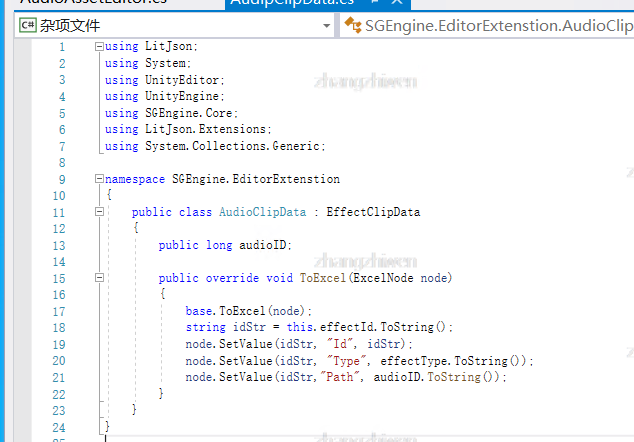 AudioAssetEditor.cs AudioClipData.cs
C# 杂项文件 SGEngine.EditorExtenstion.AudioClip
1 using LitJson;
2 using System;
3 using UnityEditor;
4 using UnityEngine;
5 using SGEngine.Core;
6 using LitJson.Extensions;
7 using System.Collections.Generic;
8
9 namespace SGEngine.EditorExtenstion
10 {
11 public class AudioClipData : EffectClipData
12 {
13 public long audioID;
14
15 public override void ToExcel(ExcelNode node)
16 {
17 base.ToExcel(node);
18 string idStr = this.effectId.ToString();
19 node.SetValue(idStr, "Id", idStr);
20 node.SetValue(idStr, "Type", effectType.ToString());
21 node.SetValue(idStr,"Path", audioID.ToString());
22 }
23 }
24 }
25
zhangzhiwen
zhangzhiwen
zhangzhiwen